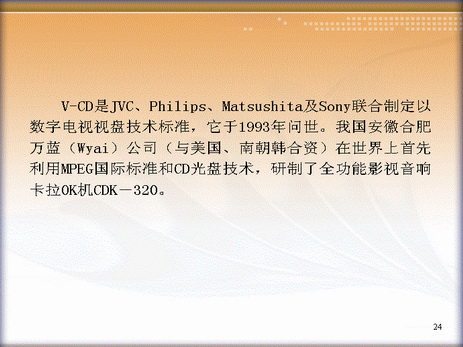 V-CD是JVC、Philips、Matsushita及Sony联合制定以
数字电视视盘技术标准，它于1993年问世。我国安徽合肥
万蓝（Wyai）公司（与美国、南朝韩合资）在世界上首先
利用MPEG国际标准和CD光盘技术，研制了全功能影视音响
卡拉OK机CDK－320。
24